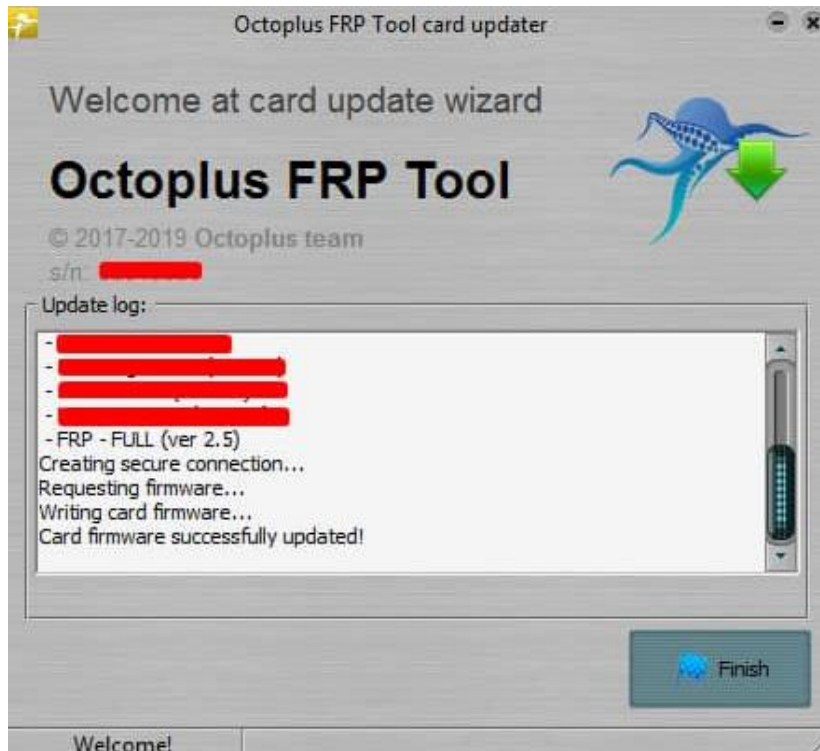 Octoplus FRP Tool card updater
Welcome at card update wizard
Octoplus FRP Tool
© 2017-2019 Octoplus team
s/n:
Update log:
-
-
-
-
- FRP - FULL (ver 2.5)
Creating secure connection...
Requesting firmware...
Writing card firmware...
Card firmware successfully updated!
Finish
Welcome!